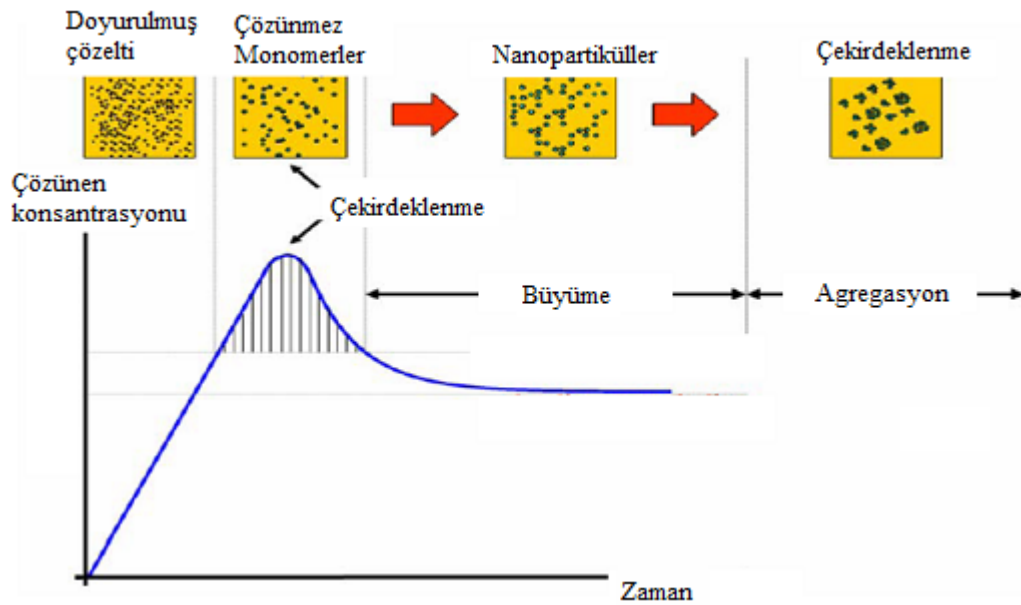 Doyurulmuş
çözelti
Çözünmez
Monomerler
Nanopartiküller
Çekirdeklenme
Çözünen
konsantrasyonu
Çekirdeklenme
Büyüme
Agregasyon
Zaman